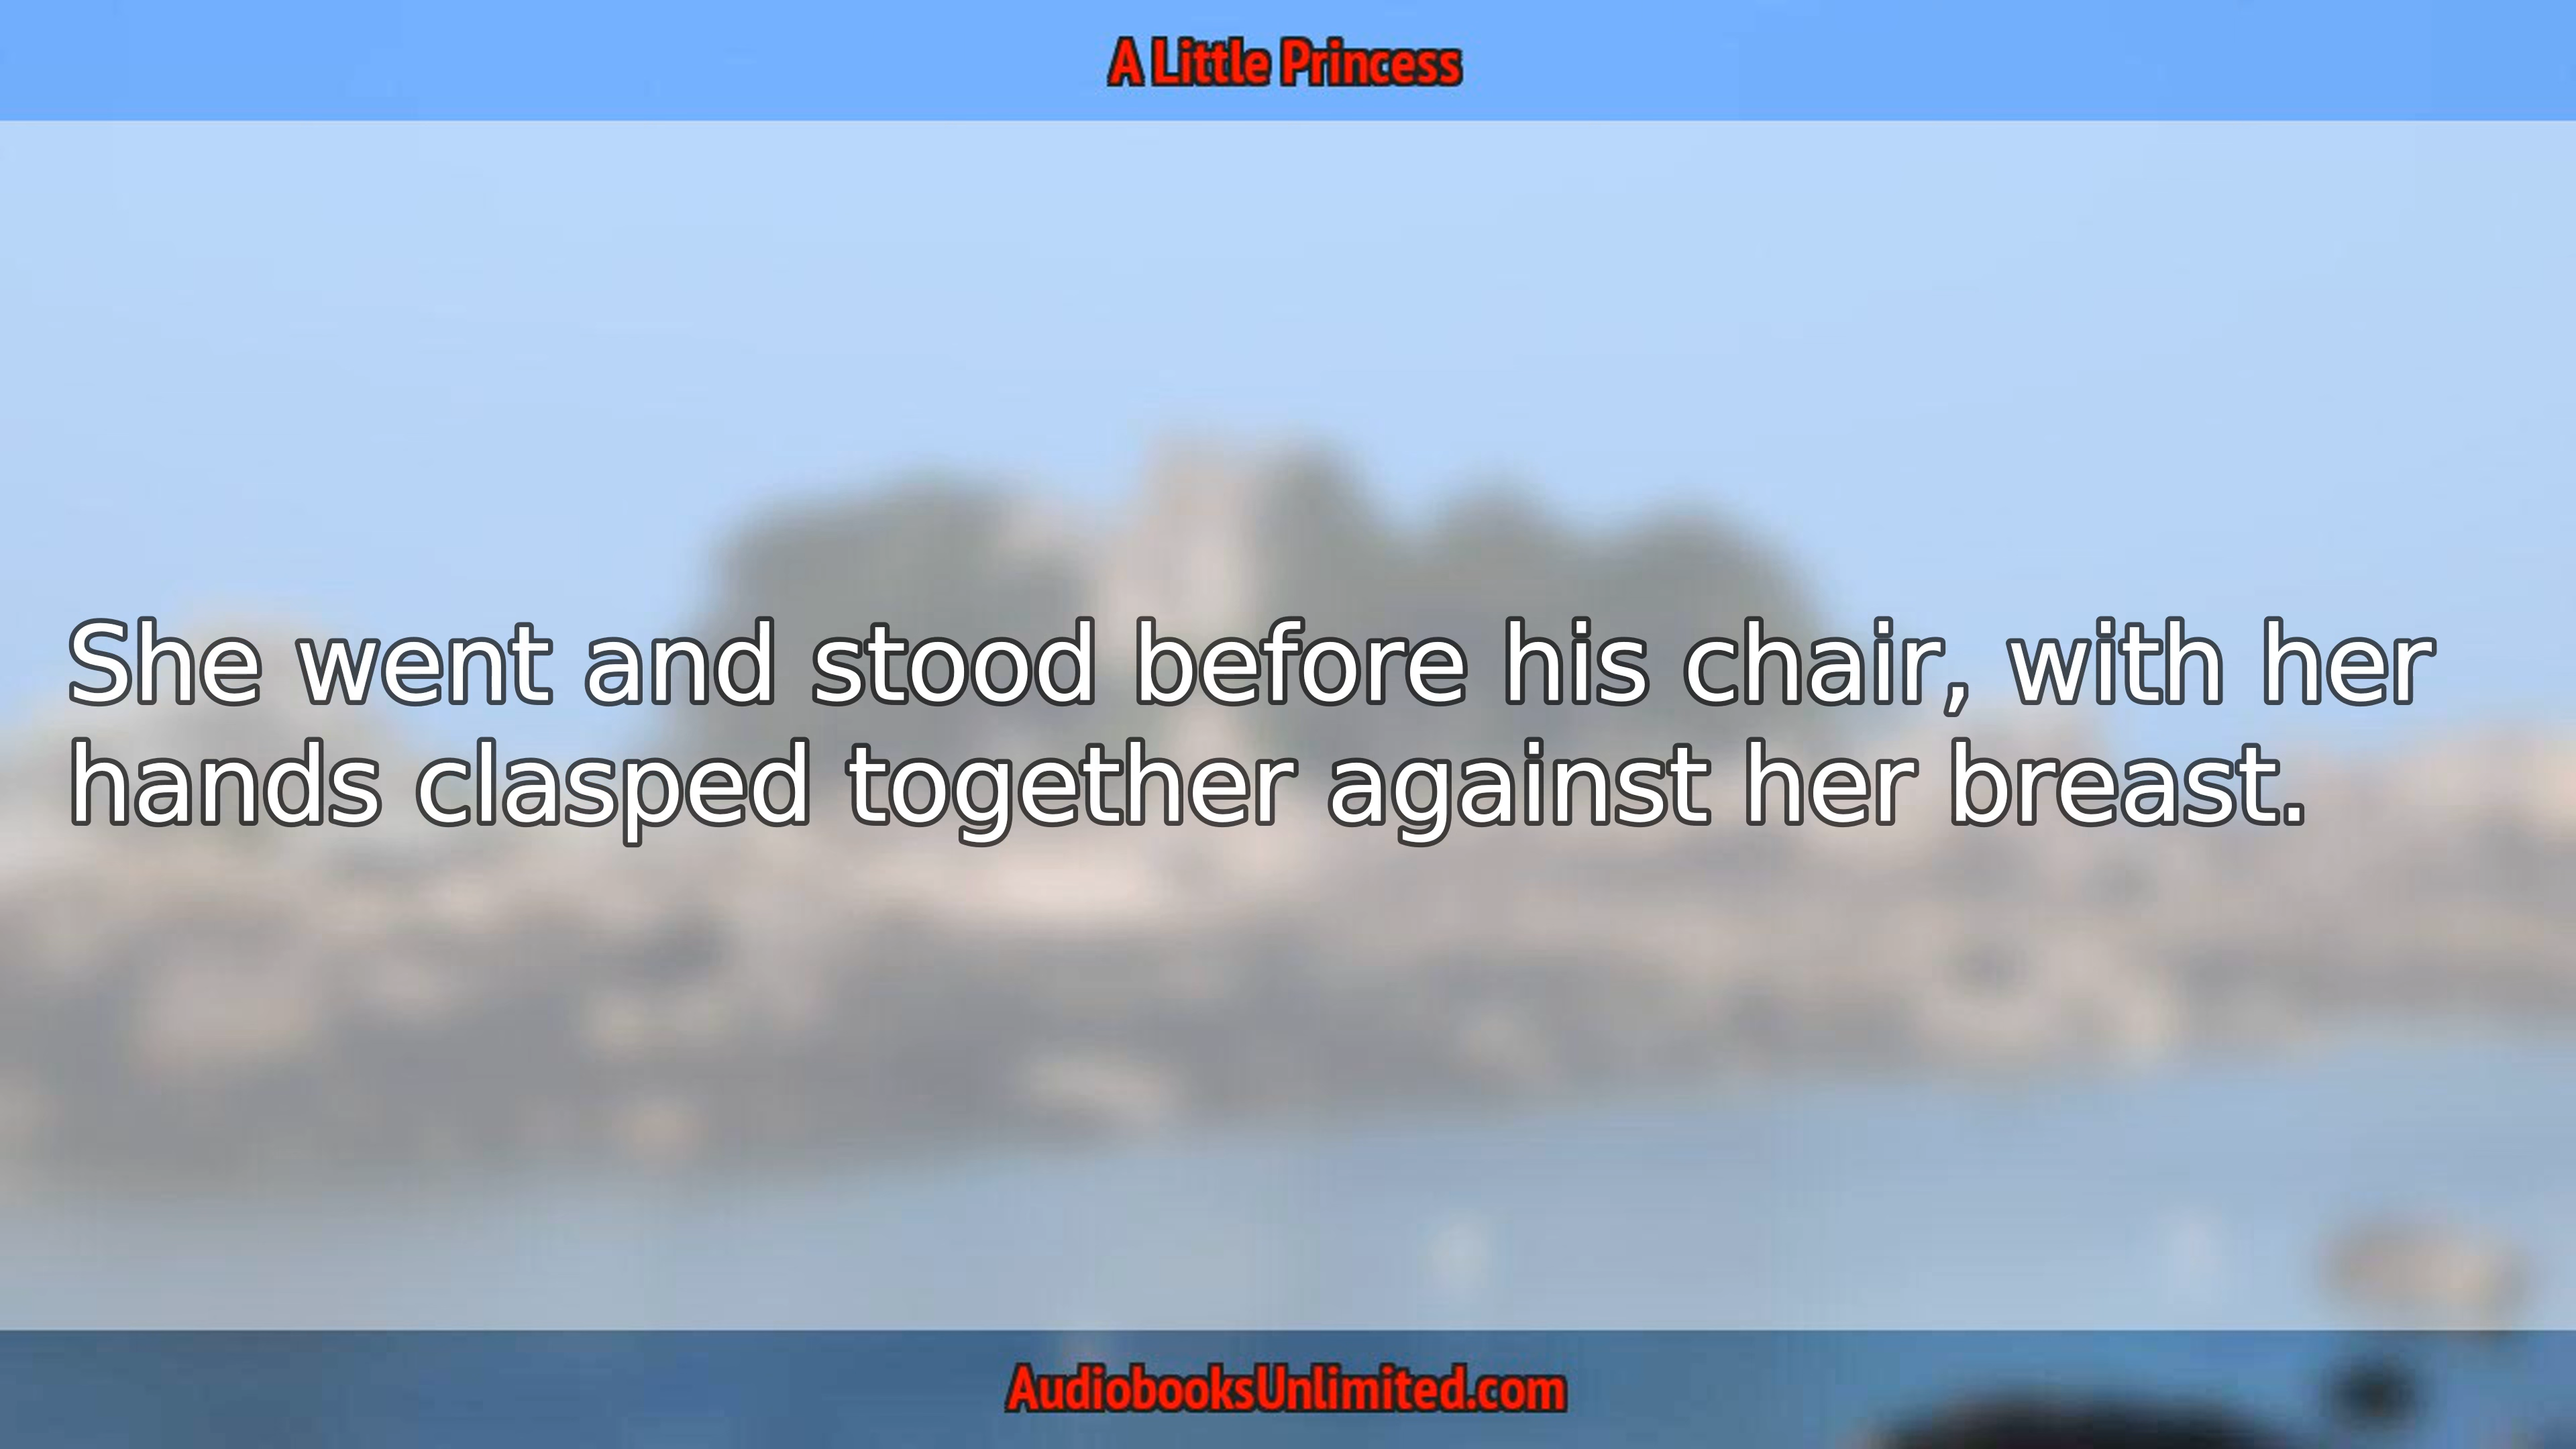 A Little Princess
She went and stood before his chair, with her
hands clasped together against her breast.
AudiobooksUnlimited.com